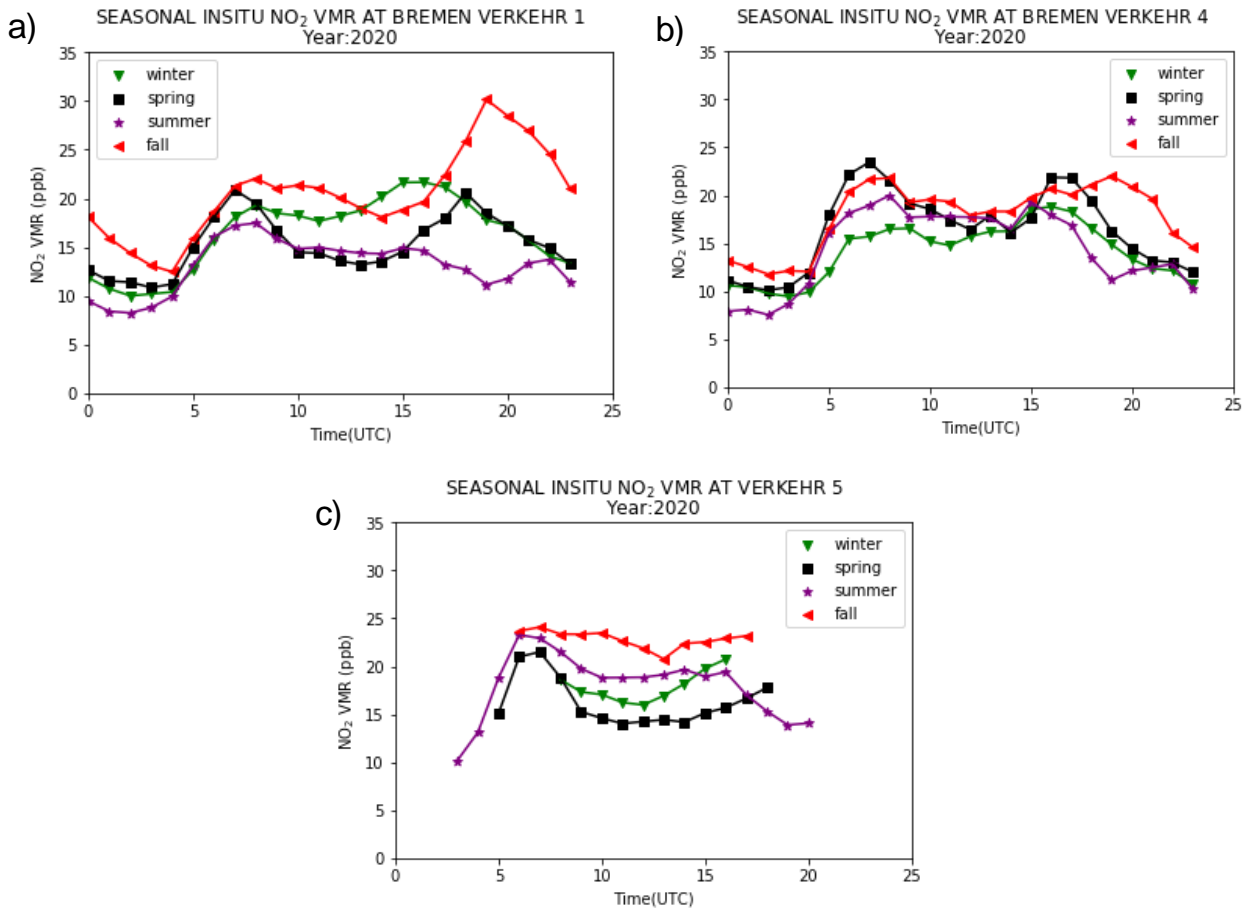 a)
SEASONAL INSITU NO₂ VMR AT BREMEN VERKEHR 1
Year:2020
35
30
25
20
15
10
5
0
NO₂ VMR (ppb)
winter
spring
summer
fall
0 5 10 15 20 25
Time(UTC)
b)
SEASONAL INSITU NO₂ VMR AT BREMEN VERKEHR 4
Year:2020
35
30
25
20
15
10
5
0
NO₂ VMR (ppb)
winter
spring
summer
fall
0 5 10 15 20 25
Time(UTC)
c)
SEASONAL INSITU NO₂ VMR AT VERKEHR 5
Year:2020
35
30
25
20
15
10
5
0
NO₂ VMR (ppb)
winter
spring
summer
fall
0 5 10 15 20 25
Time(UTC)